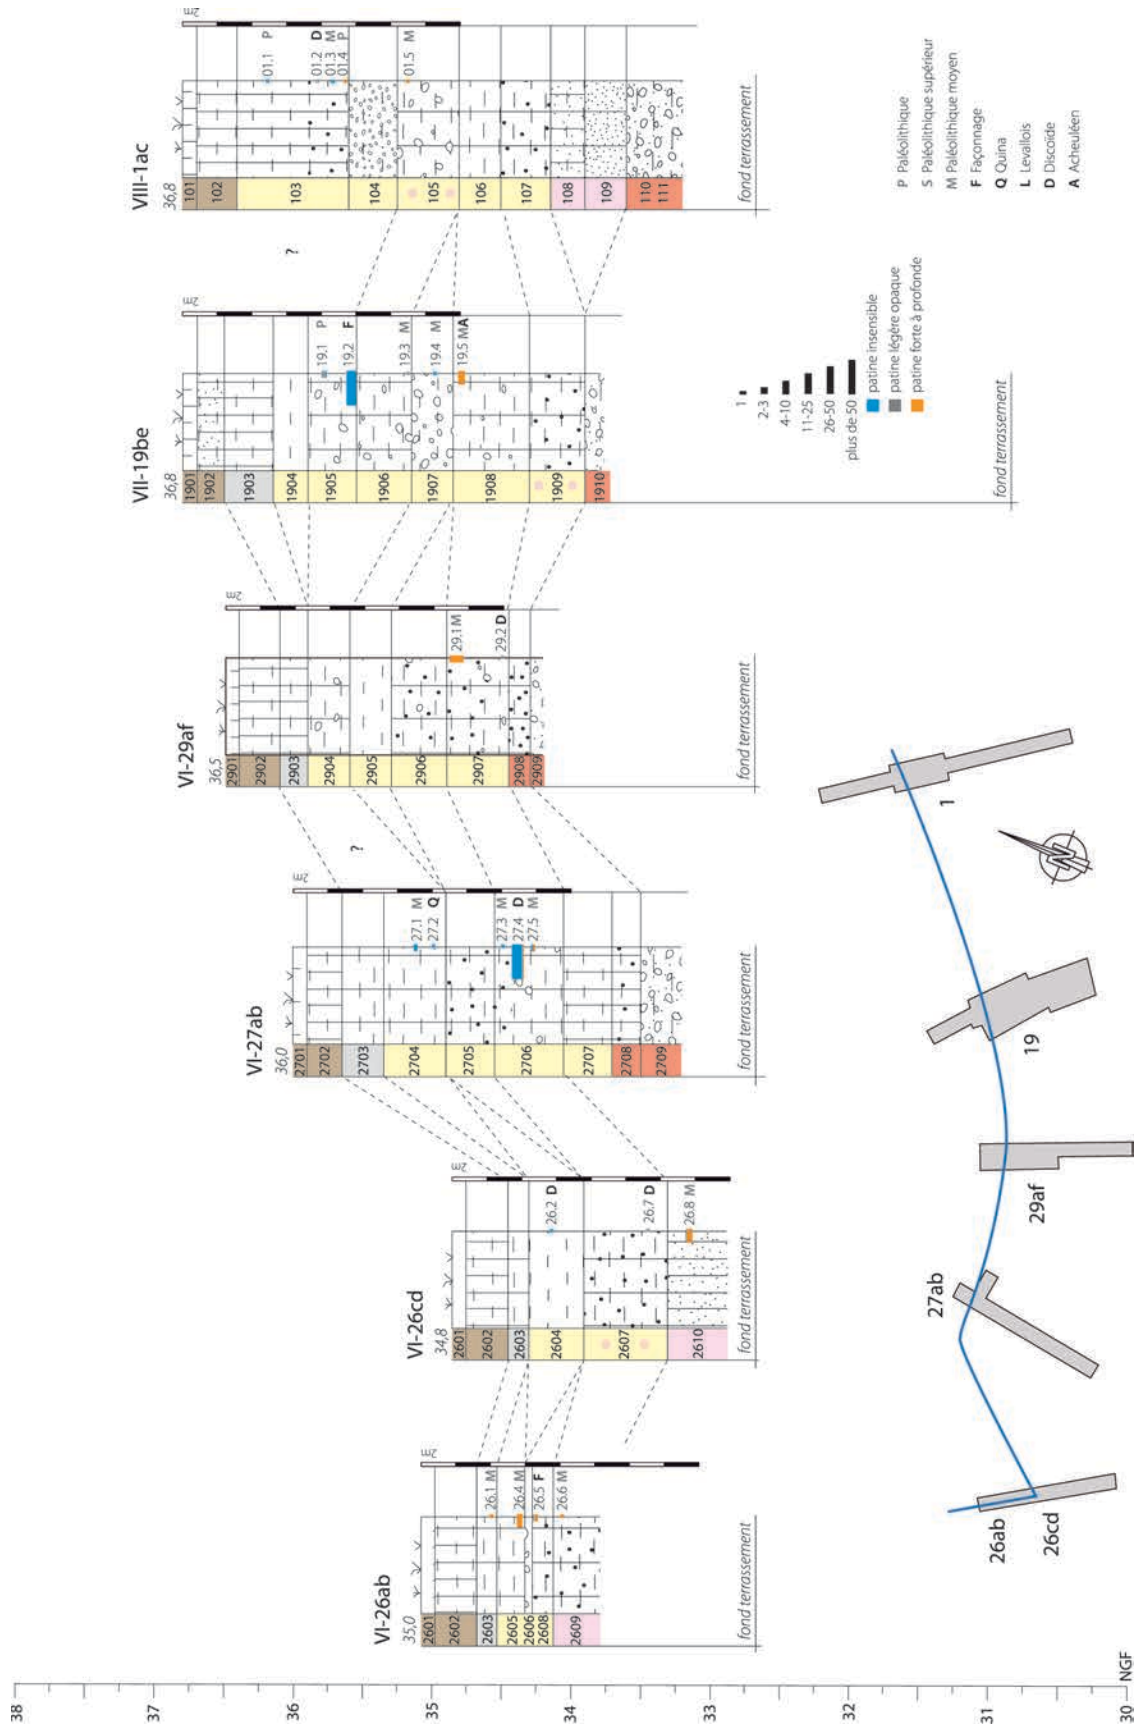 38
37
36
35
34
33
32
31
30 NGF
VI-26ab
35,0
2m
2601
2602
2603
2605
2606
2608
2609
26.1 M
26.4 M
26.5 F
26.6 M
fond terrassement
VI-26cd
34,8
2m
2601
2602
2603
2604
2607
2610
26.2 D
26.7 D
26.8 M
fond terrassement
VI-27ab
36,0
2m
2701
2702
2703
2704
2705
2706
2707
2708
2709
27.1 M
27.2 Q
27.3 M
27.4 D
27.5 M
?
VI-29af
36,5
2m
2901
2902
2903
2904
2905
2906
2907
2908
2909
29.1 M
29.2 D
fond terrassement
VII-19be
36,8
2m
1901
1902
1903
1904
1905
1906
1907
1908
1909
1910
19.1 P
19.2 F
19.3 M
19.4 M
19.5 MA
fond terrassement
?
VIII-1ac
36,8
2m
101
102
103
104
105
106
107
108
109
110
111
01.1 P
01.2 D
01.3 M
01.4 P
01.5 M
fond terrassement
1
2-3
4-10
11-25
26-50
plus de 50
patine insensible
patine légère opaque
patine forte à profonde
P Paléolithique
S Paléolithique supérieur
M Paléolithique moyen
F Façonnage
Q Quina
L Levallois
D Discoïde
A Acheuléen
26ab
26cd
27ab
29af
19
1
N